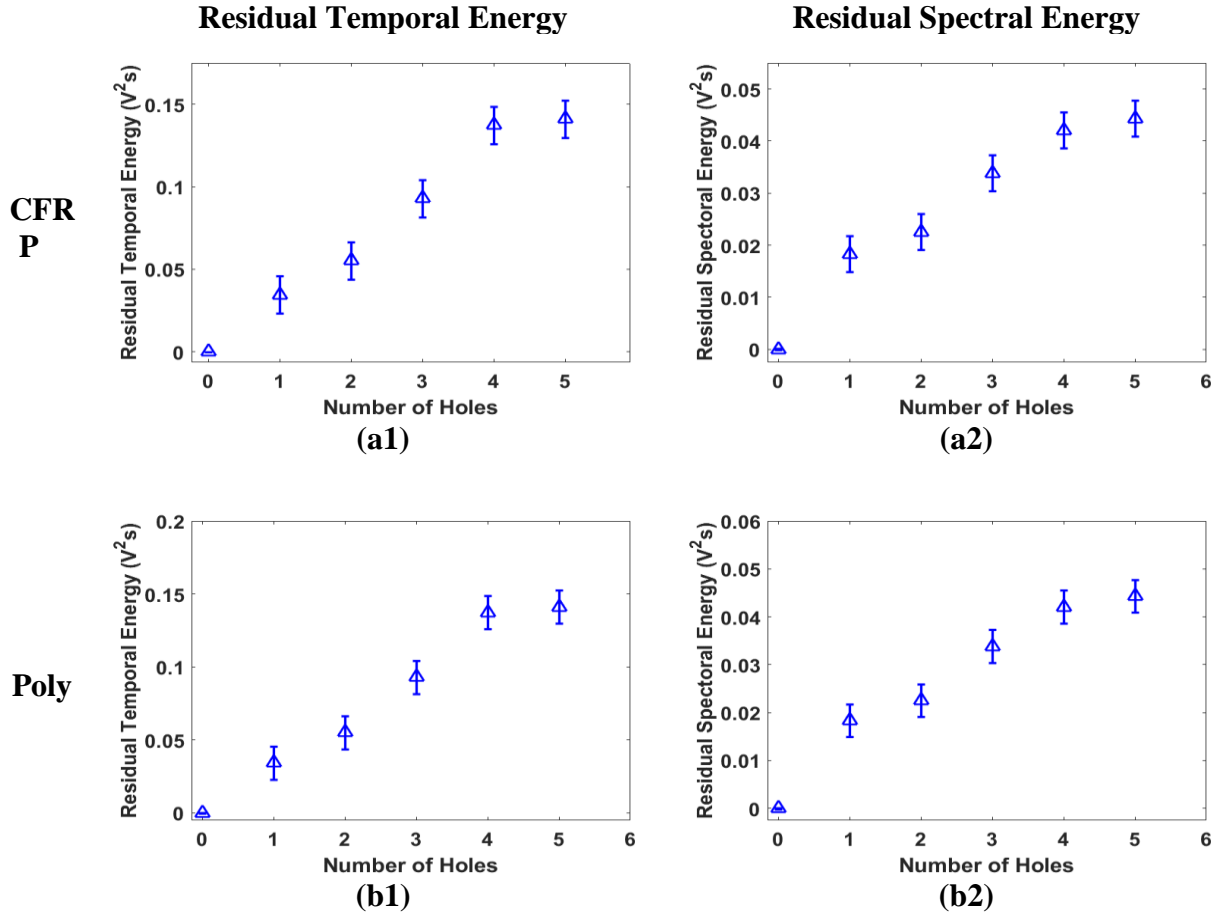 Residual Temporal Energy
Residual Spectral Energy
CFR
P
Residual Temporal Energy (V²s)
0.15
0.1
0.05
0
0 1 2 3 4 5
Number of Holes
(a1)
Residual Spectoral Energy (V²s)
0.05
0.04
0.03
0.02
0.01
0
0 1 2 3 4 5 6
Number of Holes
(a2)
Poly
Residual Temporal Energy (V²s)
0.2
0.15
0.1
0.05
0
0 1 2 3 4 5 6
Number of Holes
(b1)
Residual Spectoral Energy (V²s)
0.06
0.05
0.04
0.03
0.02
0.01
0
0 1 2 3 4 5 6
Number of Holes
(b2)